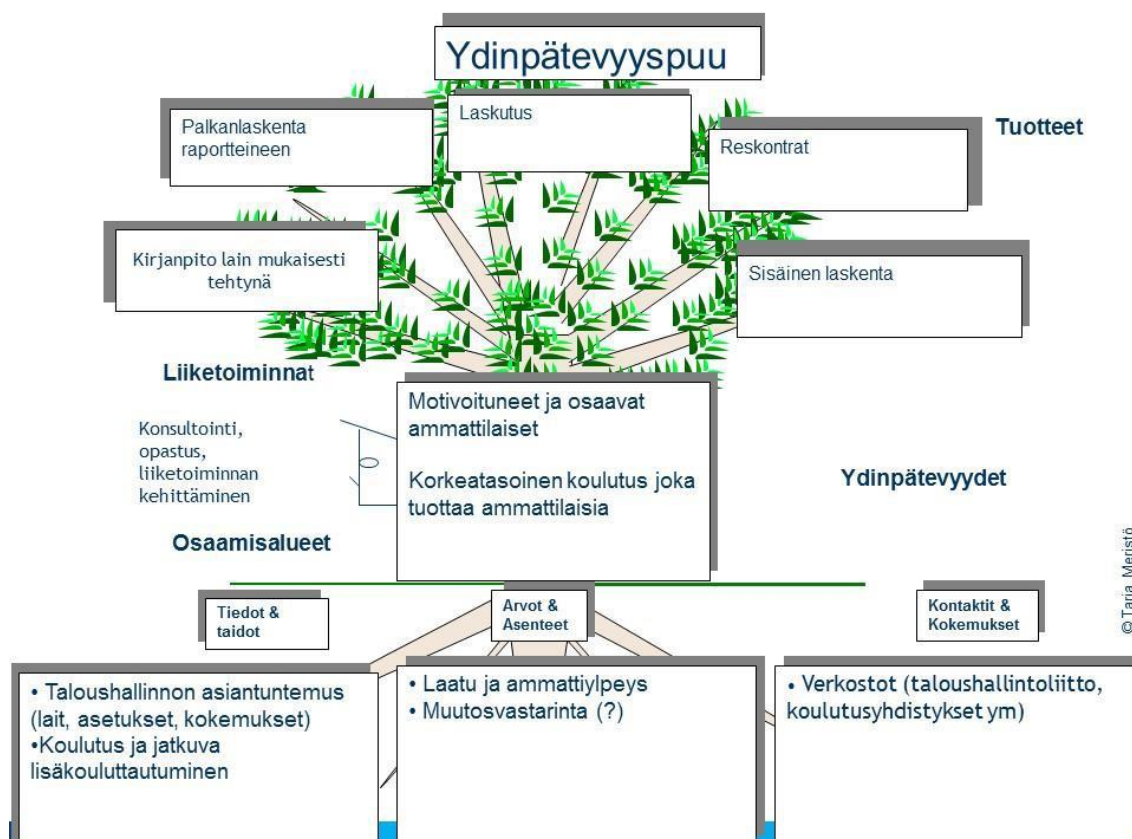 Ydinpätevyyspuu
Palkanlaskenta
raportteineen
Laskutus
Reskontrat
Tuotteet
Kirjanpito lain mukaisesti
tehtynä
Sisäinen laskenta
Liiketoiminnat
Konsultointi,
opastus,
liiketoiminnan
kehittäminen
Motivoituneet ja osaavat
ammattilaiset
Korkeatasoinen koulutus joka
tuottaa ammattilaisia
Ydinpätevyydet
Osaamisalueet
© Tarja Meristö
Tiedot &
taidot
Arvot &
Asenteet
Kontaktit &
Kokemukset
• Taloushallinnon asiantuntemus
(lait, asetukset, kokemukset)
•Koulutus ja jatkuva
lisäkouluttautuminen
• Laatu ja ammattiylpeys
• Muutosvastarinta (?)
• Verkostot (taloushallintoliitto,
koulutusyhdistykset ym)